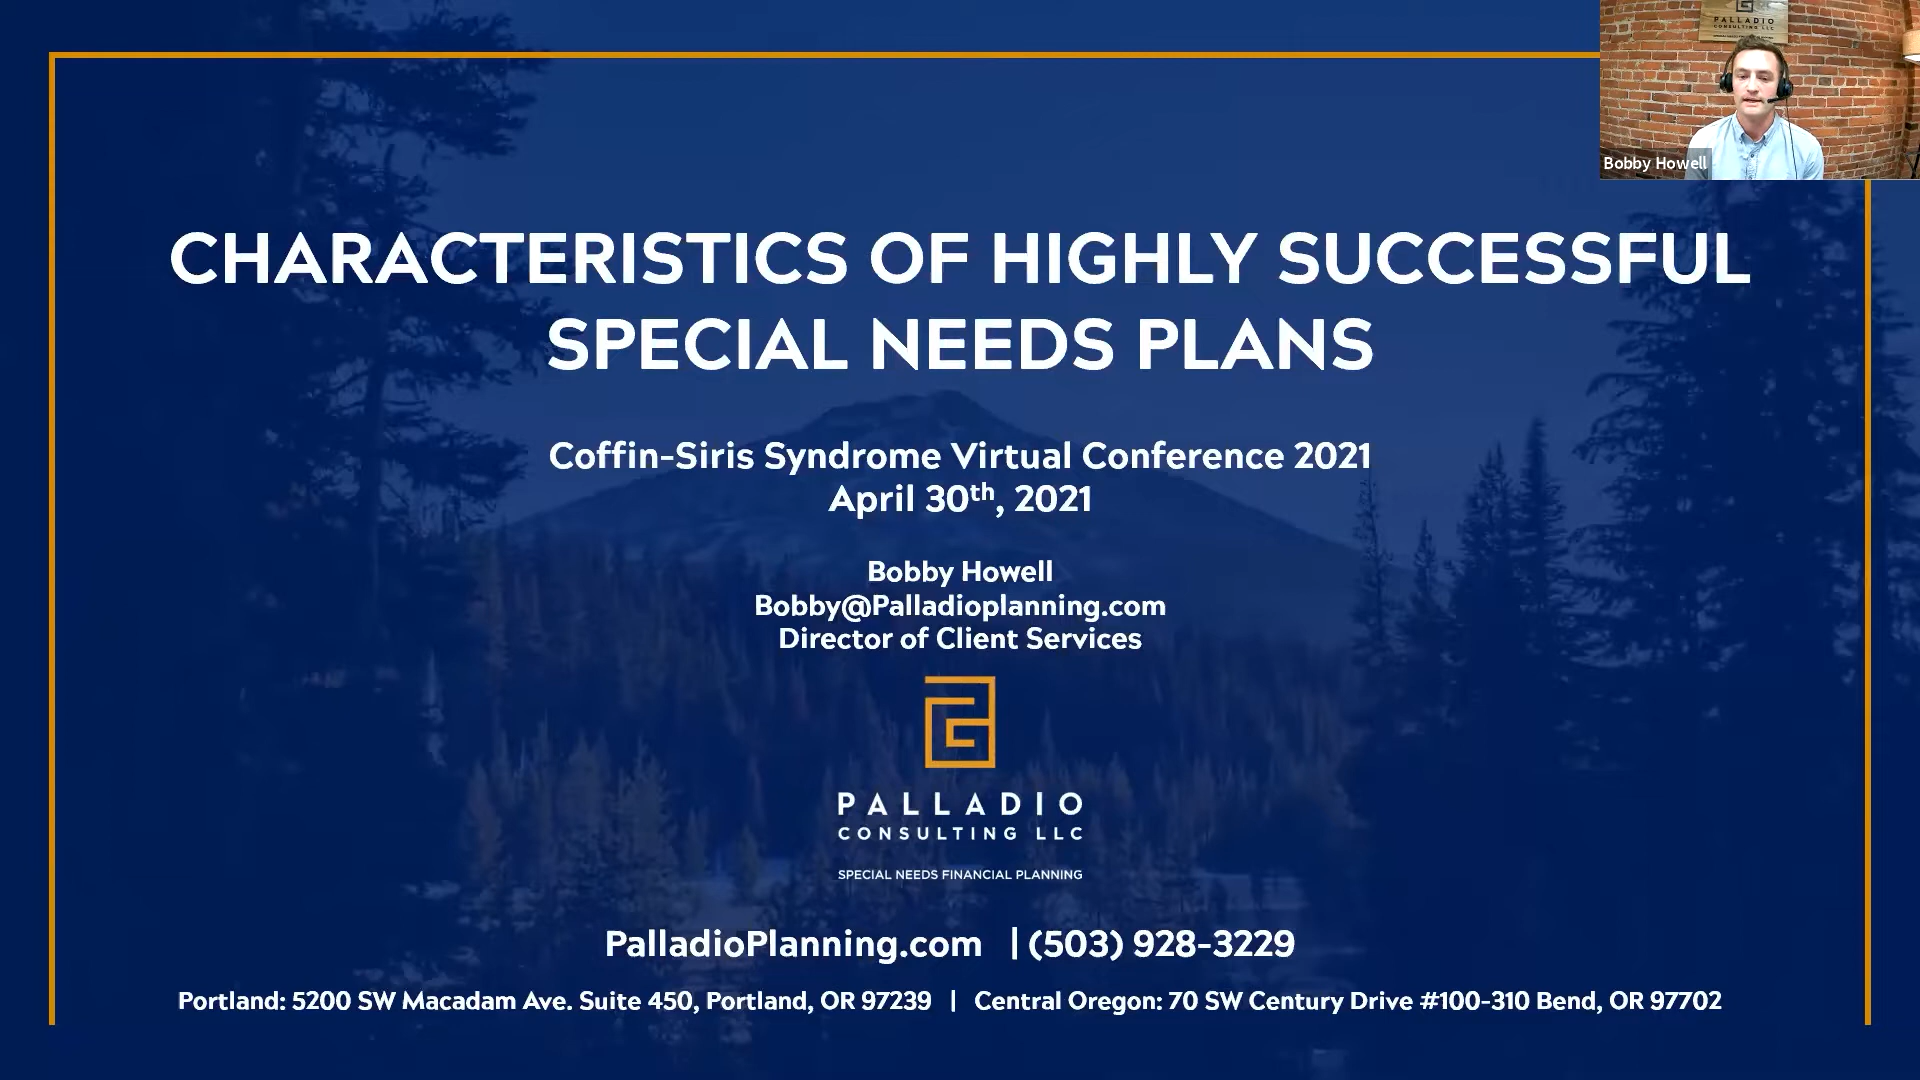 PALLADIO
CONSULTING LLC
Bobby Howell
CHARACTERISTICS OF HIGHLY SUCCESSFUL
SPECIAL NEEDS PLANS
Coffin-Siris Syndrome Virtual Conference 2021
April 30th, 2021
Bobby Howell
Bobby@Palladioplanning.com
Director of Client Services
PALLADIO
CONSULTING LLC
SPECIAL NEEDS FINANCIAL PLANNING
PalladioPlanning.com | (503) 928-3229
Portland: 5200 SW Macadam Ave. Suite 450, Portland, OR 97239 | Central Oregon: 70 SW Century Drive #100-310 Bend, OR 97702